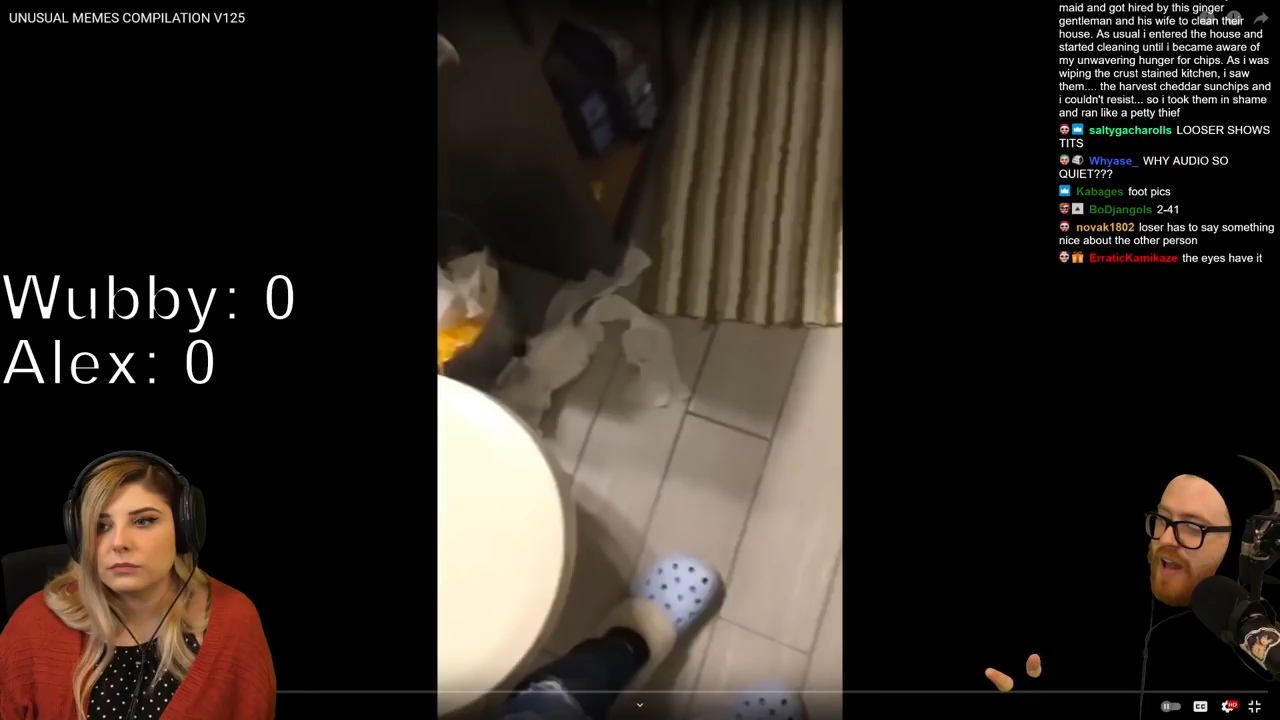 UNUSUAL MEMES COMPILATION V125
maid and got hired by this ginger
gentleman and his wife to clean their
house. As usual i entered the house and
started cleaning until i became aware of
my unwavering hunger for chips. As i was
wiping the crust stained kitchen, i saw
them.... the harvest cheddar sunchips and
i couldn't resist... so i took them in shame
and ran like a petty thief
saltygacharolls LOOSER SHOWS
TITS
Whyase_ WHY AUDIO SO
QUIET???
Kabages foot pics
BoDjangols 2-41
novak1802 loser has to say something
nice about the other person
ErraticKamikaze the eyes have it
Wubby: 0
Alex: 0
CC
HD